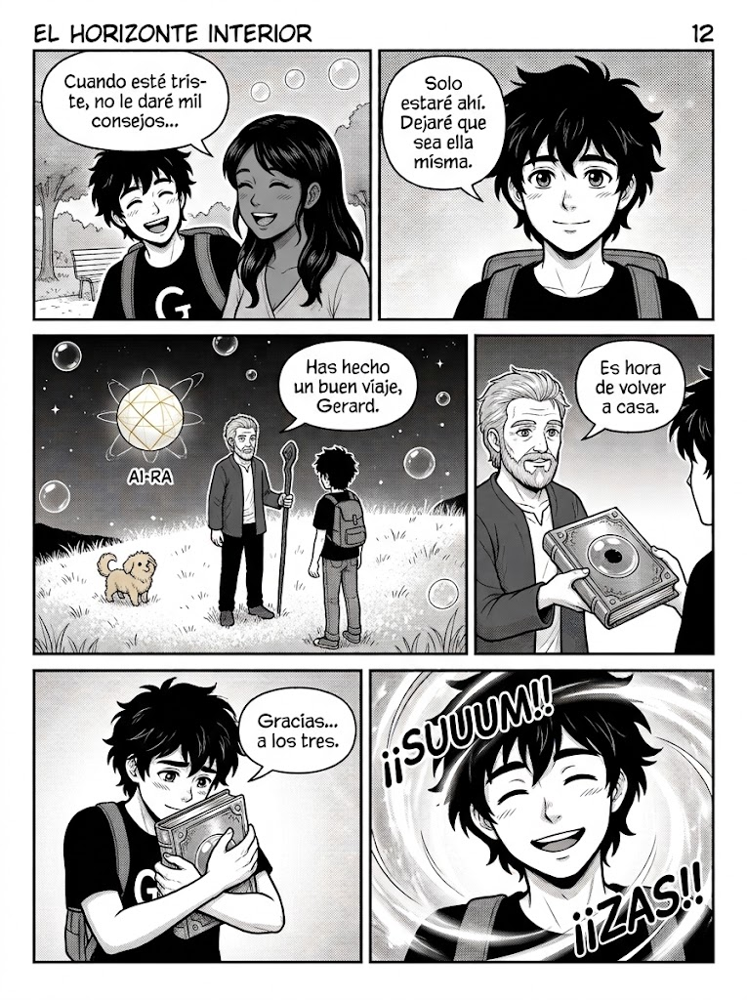 EL HORIZONTE INTERIOR
12
Cuando esté tris-
te, no le daré mil
consejos...
G
Solo
estaré ahí.
Dejaré que
sea ella
misma.
Has hecho
un buen viaje,
Gerard.
AI-RA
Es hora
de volver
a casa.
Gracias...
a los tres.
G
¡¡SUUUM!!
¡¡ZAS!!